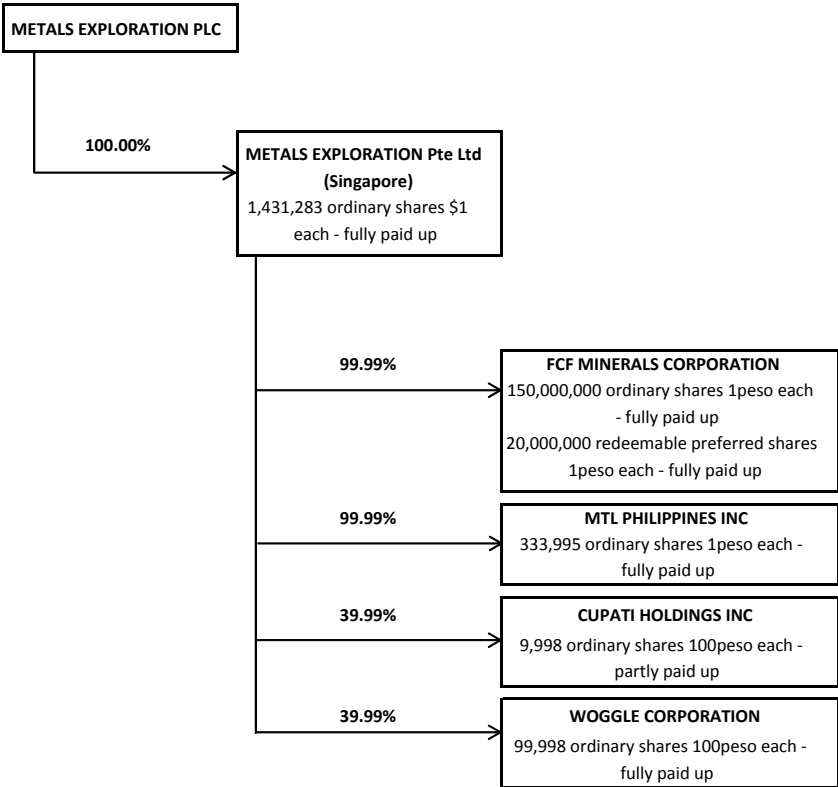 METALS EXPLORATION PLC
100.00%
METALS EXPLORATION Pte Ltd
(Singapore)
1,431,283 ordinary shares $1
each - fully paid up
99.99%
FCF MINERALS CORPORATION
150,000,000 ordinary shares 1peso each
- fully paid up
20,000,000 redeemable preferred shares
1peso each - fully paid up
99.99%
MTL PHILIPPINES INC
333,995 ordinary shares 1peso each -
fully paid up
39.99%
CUPATI HOLDINGS INC
9,998 ordinary shares 100peso each -
partly paid up
39.99%
WOGGLE CORPORATION
99,998 ordinary shares 100peso each -
fully paid up